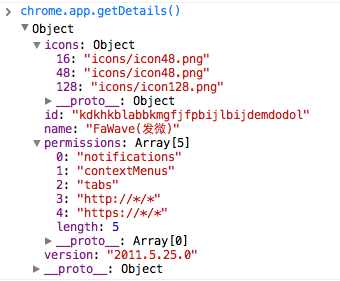 > chrome.app.getDetails()
▼Object
▼icons: Object
16: "icons/icon48.png"
48: "icons/icon48.png"
128: "icons/icon128.png"
▶__proto__: Object
id: "kdkhkblabbkmgfjfpbijlbijdemdodol"
name: "FaWave(发微)"
▼permissions: Array[5]
0: "notifications"
1: "contextMenus"
2: "tabs"
3: "http://*/*"
4: "https://*/*"
length: 5
▶__proto__: Array[0]
version: "2011.5.25.0"
▶__proto__: Object